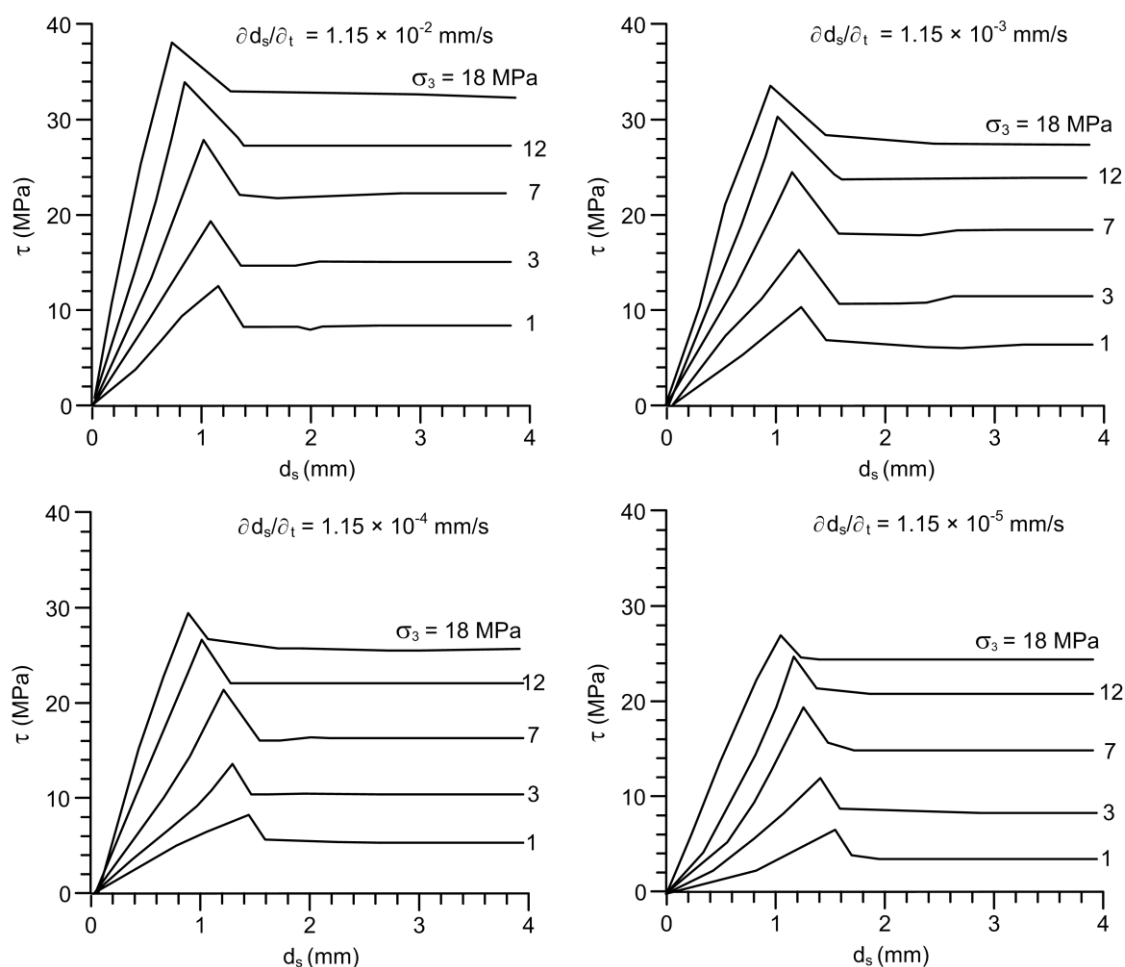 40
∂dₛ/∂ₜ = 1.15 × 10⁻² mm/s
σ₃ = 18 MPa
30
12
20
7
τ (MPa)
3
10
1
0
0 1 2 3 4
dₛ (mm)
40
∂dₛ/∂ₜ = 1.15 × 10⁻³ mm/s
30
σ₃ = 18 MPa
12
20
7
τ (MPa)
3
10
1
0
0 1 2 3 4
dₛ (mm)
40
∂dₛ/∂ₜ = 1.15 × 10⁻⁴ mm/s
30
σ₃ = 18 MPa
12
20
7
τ (MPa)
3
10
1
0
0 1 2 3 4
dₛ (mm)
40
∂dₛ/∂ₜ = 1.15 × 10⁻⁵ mm/s
30
σ₃ = 18 MPa
12
20
7
τ (MPa)
3
10
1
0
0 1 2 3 4
dₛ (mm)